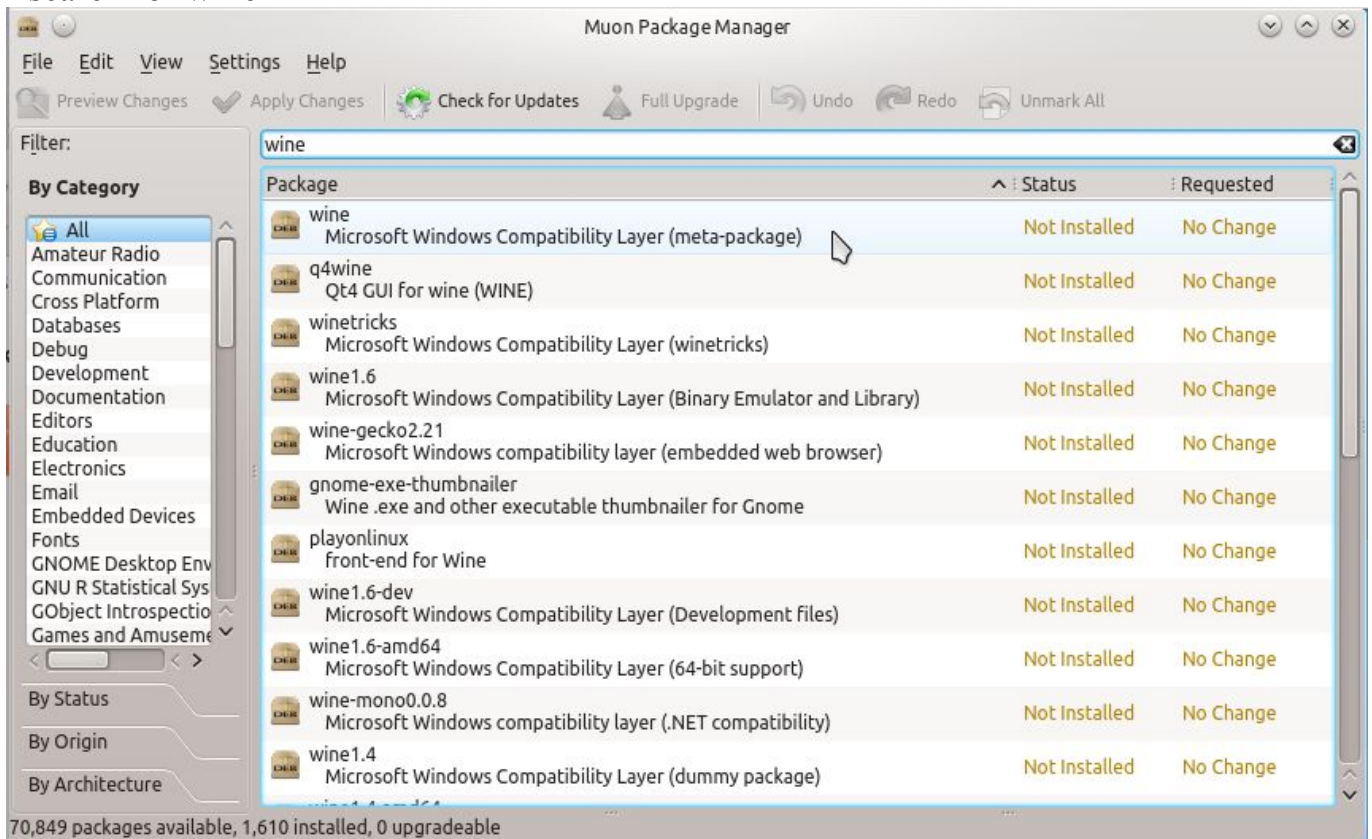 Muon Package Manager
File Edit View Settings Help
Preview Changes Apply Changes Check for Updates Full Upgrade Undo Redo Unmark All
Filter:
wine
By Category
All
Amateur Radio
Communication
Cross Platform
Databases
Debug
Development
Documentation
Editors
Education
Electronics
Email
Embedded Devices
Fonts
GNOME Desktop Env
GNU R Statistical Sys
GObject Introspectio
Games and Amuseme
By Status
By Origin
By Architecture
Package Status Requested
wine
Microsoft Windows Compatibility Layer (meta-package) Not Installed No Change
q4wine
Qt4 GUI for wine (WINE) Not Installed No Change
winetricks
Microsoft Windows Compatibility Layer (winetricks) Not Installed No Change
wine1.6
Microsoft Windows Compatibility Layer (Binary Emulator and Library) Not Installed No Change
wine-gecko2.21
Microsoft Windows compatibility layer (embedded web browser) Not Installed No Change
gnome-exe-thumbnailer
Wine .exe and other executable thumbnailer for Gnome Not Installed No Change
playonlinux
front-end for Wine Not Installed No Change
wine1.6-dev
Microsoft Windows Compatibility Layer (Development files) Not Installed No Change
wine1.6-amd64
Microsoft Windows Compatibility Layer (64-bit support) Not Installed No Change
wine-mono0.0.8
Microsoft Windows compatibility layer (.NET compatibility) Not Installed No Change
wine1.4
Microsoft Windows Compatibility Layer (dummy package) Not Installed No Change
70,849 packages available, 1,610 installed, 0 upgradeable